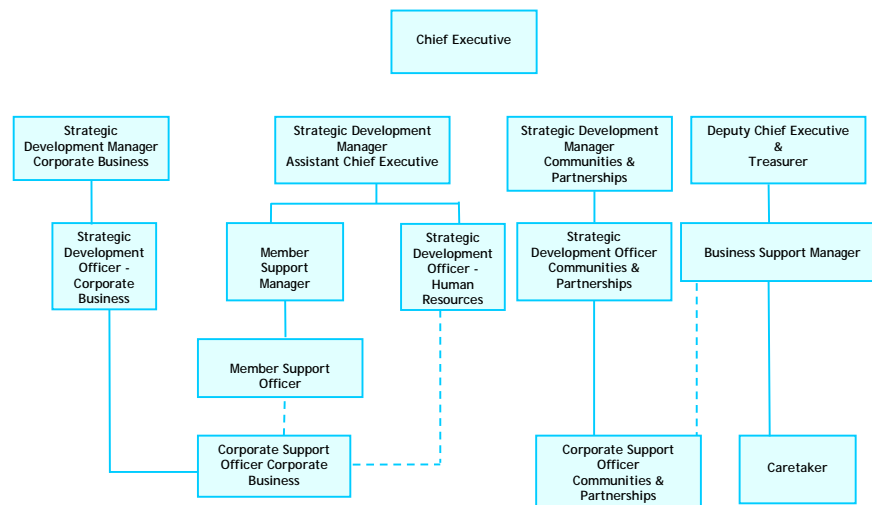 Chief Executive
Strategic
Development Manager
Corporate Business
Strategic Development
Manager
Assistant Chief Executive
Strategic Development
Manager
Communities &
Partnerships
Deputy Chief Executive
&
Treasurer
Strategic
Development
Officer -
Corporate
Business
Member
Support
Manager
Strategic
Development
Officer -
Human
Resources
Strategic
Development Officer
Communities &
Partnerships
Business Support Manager
Member Support
Officer
Corporate Support
Officer Corporate
Business
Corporate Support
Officer
Communities &
Partnerships
Caretaker